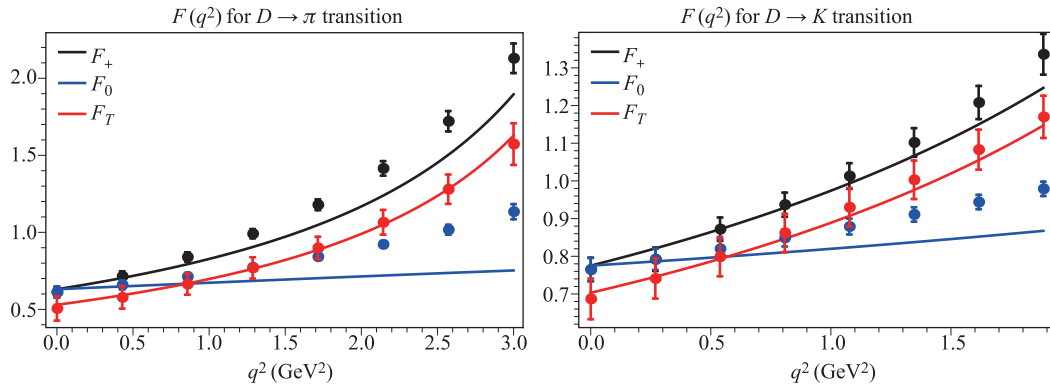 F (q²) for D → π transition
F₊
F₀
F_T
2.0
1.5
1.0
0.5
0.0
0.5
1.0
1.5
2.0
2.5
3.0
q² (GeV²)
F (q²) for D → K transition
F₊
F₀
F_T
1.3
1.2
1.1
1.0
0.9
0.8
0.7
0.0
0.5
1.0
1.5
q² (GeV²)